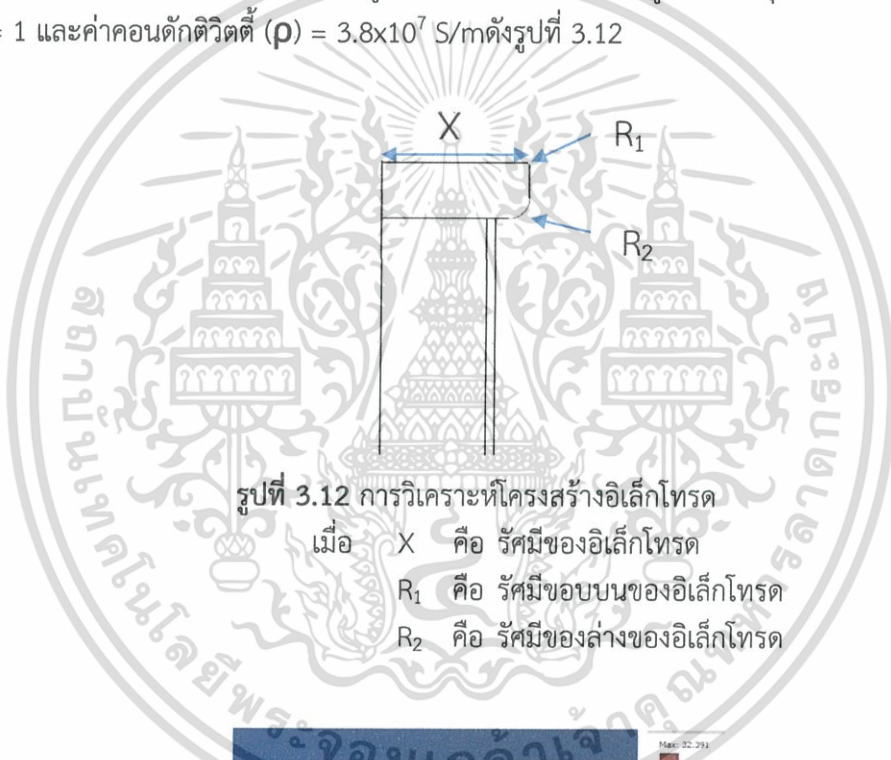 = 1 และค่าคอนดักติวิตตี้ (ρ) = 3.8x10⁷ S/mดังรูปที่ 3.12
X
R₁
R₂
รูปที่ 3.12 การวิเคราะห์โครงสร้างอิเล็กโทรด
เมื่อ X คือ รัศมีของอิเล็กโทรด
R₁ คือ รัศมีขอบบนของอิเล็กโทรด
R₂ คือ รัศมีของล่างของอิเล็กโทรด
Max: 32.391